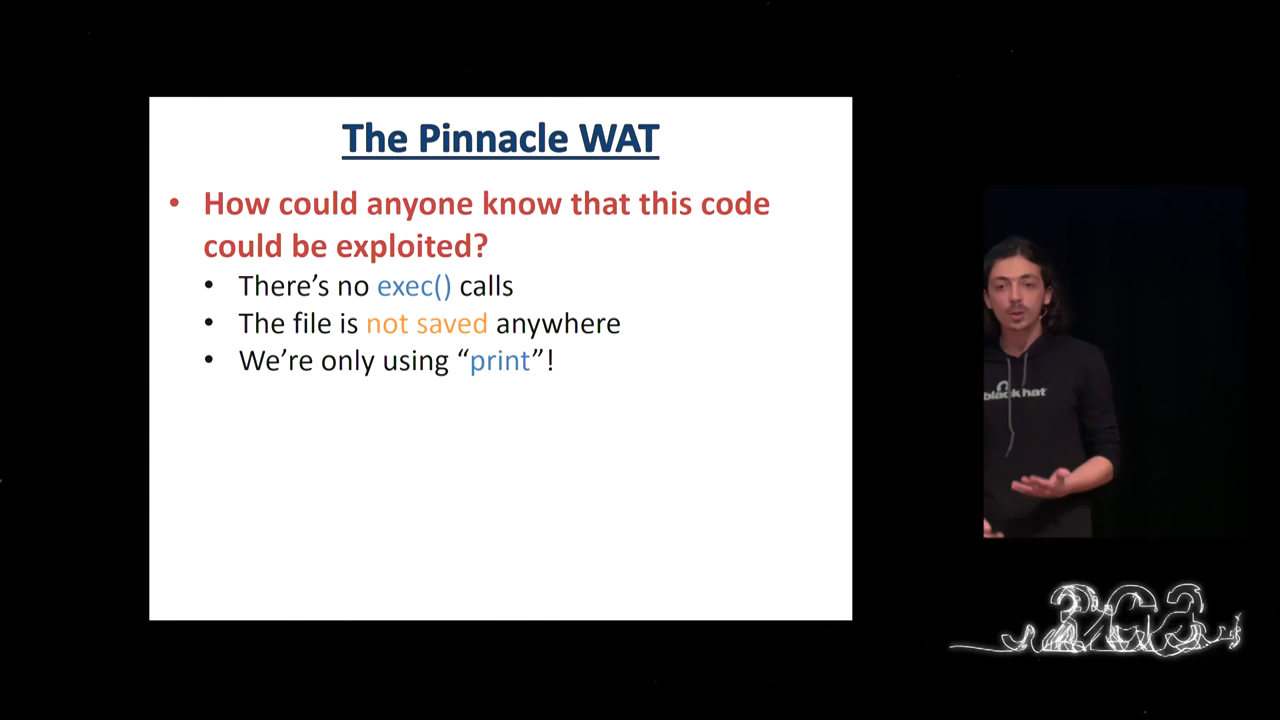 The Pinnacle WAT
• How could anyone know that this code
could be exploited?
• There's no exec() calls
• The file is not saved anywhere
• We're only using “print”!
black hat
32C3